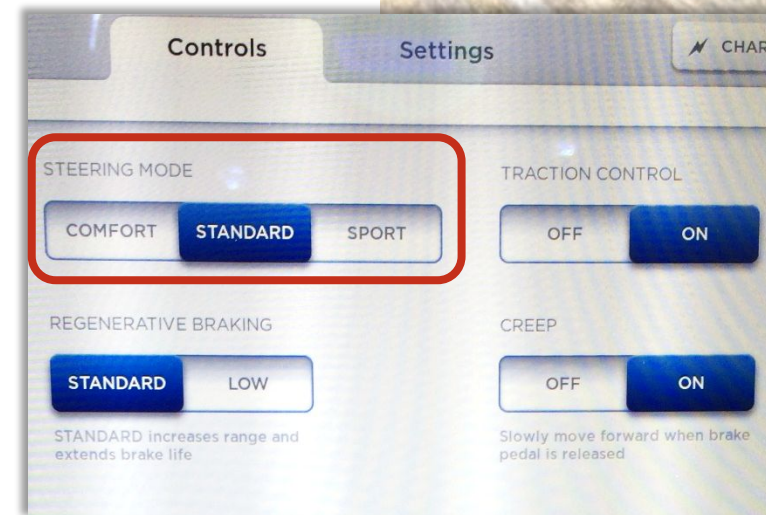 Controls
Settings
CHAR
STEERING MODE
COMFORT STANDARD SPORT
TRACTION CONTROL
OFF ON
REGENERATIVE BRAKING
STANDARD LOW
STANDARD increases range and
extends brake life
CREEP
OFF ON
Slowly move forward when brake
pedal is released